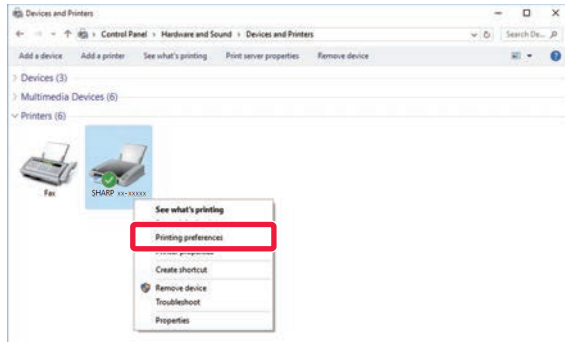 Devices and Printers
Control Panel > Hardware and Sound > Devices and Printers
Search De...
Add a device Add a printer See what's printing Print server properties Remove device
Devices (3)
Multimedia Devices (6)
Printers (6)
Fax
SHARP xx-xxxxx
See what's printing
Printing preferences
Printer properties
Create shortcut
Remove device
Troubleshoot
Properties